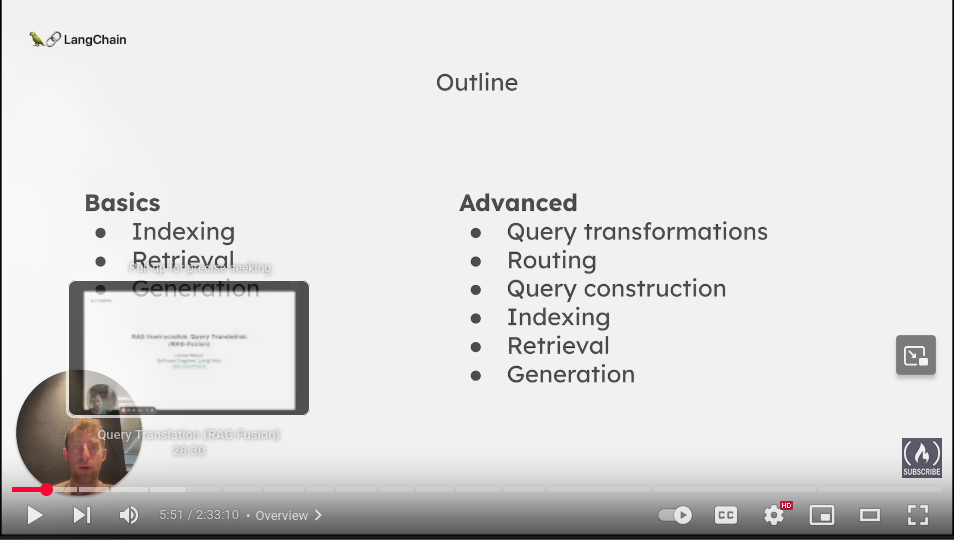 LangChain
Outline
Basics
Indexing
Retrieval
Pull up for precise seeking
Generation
Advanced
Query transformations
Routing
Query construction
Indexing
Retrieval
Generation
RAG from scratch: Query Translation
(RAG-Fusion)
Query Translation (RAG Fusion)
28:30
SUBSCRIBE
5:51 / 2:33:10 • Overview
CC
HD